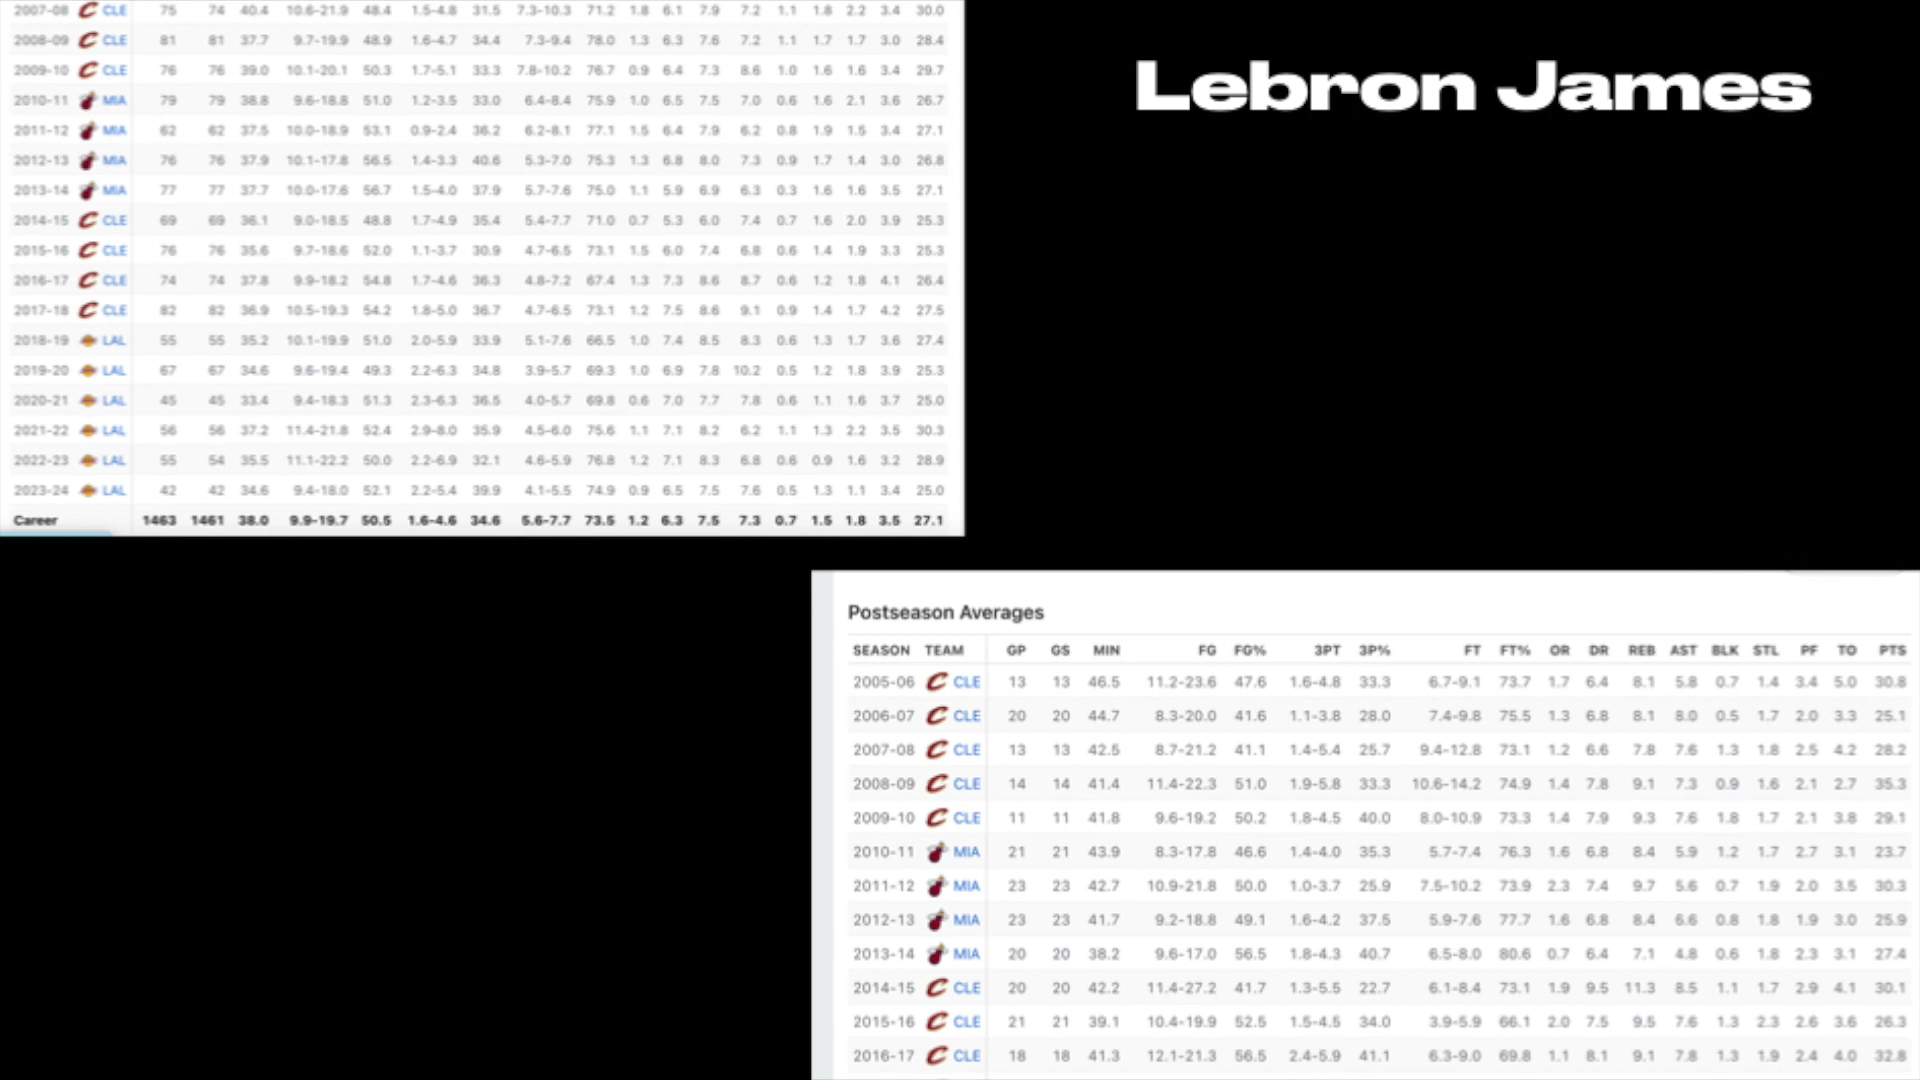 2007-08 CLE 75 74 40.4 10.6-21.9 48.4 1.5-4.8 31.5 7.3-10.3 71.2 1.8 6.1 7.9 7.2 1.1 1.8 2.2 3.4 30.0
2008-09 CLE 81 81 37.7 9.7-19.9 48.9 1.6-4.7 34.4 7.3-9.4 78.0 1.3 6.3 7.6 7.2 1.1 1.7 1.7 3.0 28.4
2009-10 CLE 76 76 39.0 10.1-20.1 50.3 1.7-5.1 33.3 7.8-10.2 76.7 0.9 6.4 7.3 8.6 1.0 1.6 1.6 3.4 29.7
2010-11 MIA 79 79 38.8 9.6-18.8 51.0 1.2-3.5 33.0 6.4-8.4 75.9 1.0 6.5 7.5 7.0 0.6 1.6 2.1 3.6 26.7
2011-12 MIA 62 62 37.5 10.0-18.9 53.1 0.9-2.4 36.2 6.2-8.1 77.1 1.5 6.4 7.9 6.2 0.8 1.9 1.5 3.4 27.1
2012-13 MIA 76 76 37.9 10.1-17.8 56.5 1.4-3.3 40.6 5.3-7.0 75.3 1.3 6.8 8.0 7.3 0.9 1.7 1.4 3.0 26.8
2013-14 MIA 77 77 37.7 10.0-17.6 56.7 1.5-4.0 37.9 5.7-7.6 75.0 1.1 5.9 6.9 6.3 0.3 1.6 1.6 3.5 27.1
2014-15 CLE 69 69 36.1 9.0-18.5 48.8 1.7-4.9 35.4 5.4-7.7 71.0 0.7 5.3 6.0 7.4 0.7 1.6 2.0 3.9 25.3
2015-16 CLE 76 76 35.6 9.7-18.6 52.0 1.1-3.7 30.9 4.7-6.5 73.1 1.5 6.0 7.4 6.8 0.6 1.4 1.9 3.3 25.3
2016-17 CLE 74 74 37.8 9.9-18.2 54.8 1.7-4.6 36.3 4.8-7.2 67.4 1.3 7.3 8.6 8.7 0.6 1.2 1.8 4.1 26.4
2017-18 CLE 82 82 36.9 10.5-19.3 54.2 1.8-5.0 36.7 4.7-6.5 73.1 1.2 7.5 8.6 9.1 0.9 1.4 1.7 4.2 27.5
2018-19 LAL 55 55 35.2 10.1-19.9 51.0 2.0-5.9 33.9 5.1-7.6 66.5 1.0 7.4 8.5 8.3 0.6 1.3 1.7 3.6 27.4
2019-20 LAL 67 67 34.6 9.6-19.4 49.3 2.2-6.3 34.8 3.9-5.7 69.3 1.0 6.9 7.8 10.2 0.5 1.2 1.8 3.9 25.3
2020-21 LAL 45 45 33.4 9.4-18.3 51.3 2.3-6.3 36.5 4.0-5.7 69.8 0.6 7.0 7.7 7.8 0.6 1.1 1.6 3.7 25.0
2021-22 LAL 56 56 37.2 11.4-21.8 52.4 2.9-8.0 35.9 4.5-6.0 75.6 1.1 7.1 8.2 6.2 1.1 1.3 2.2 3.5 30.3
2022-23 LAL 55 54 35.5 11.1-22.2 50.0 2.2-6.9 32.1 4.6-5.9 76.8 1.2 7.1 8.3 6.8 0.6 0.9 1.6 3.2 28.9
2023-24 LAL 42 42 34.6 9.4-18.0 52.1 2.2-5.4 39.9 4.1-5.5 74.9 0.9 6.5 7.5 7.6 0.5 1.3 1.1 3.4 25.0
Career 1463 1461 38.0 9.9-19.7 50.5 1.6-4.6 34.6 5.6-7.7 73.5 1.2 6.3 7.5 7.3 0.7 1.5 1.8 3.5 27.1
Lebron James
Postseason Averages
SEASON TEAM GP GS MIN FG FG% 3PT 3P% FT FT% OR DR REB AST BLK STL PF TO PTS
2005-06 CLE 13 13 46.5 11.2-23.6 47.6 1.6-4.8 33.3 6.7-9.1 73.7 1.7 6.4 8.1 5.8 0.7 1.4 3.4 5.0 30.8
2006-07 CLE 20 20 44.7 8.3-20.0 41.6 1.1-3.8 28.0 7.4-9.8 75.5 1.3 6.8 8.1 8.0 0.5 1.7 2.0 3.3 25.1
2007-08 CLE 13 13 42.5 8.7-21.2 41.1 1.4-5.4 25.7 9.4-12.8 73.1 1.2 6.6 7.8 7.6 1.3 1.8 2.5 4.2 28.2
2008-09 CLE 14 14 41.4 11.4-22.3 51.0 1.9-5.8 33.3 10.6-14.2 74.9 1.4 7.8 9.1 7.3 0.9 1.6 2.1 2.7 35.3
2009-10 CLE 11 11 41.8 9.6-19.2 50.2 1.8-4.5 40.0 8.0-10.9 73.3 1.4 7.9 9.3 7.6 1.8 1.7 2.1 3.8 29.1
2010-11 MIA 21 21 43.9 8.3-17.8 46.6 1.4-4.0 35.3 5.7-7.4 76.3 1.6 6.8 8.4 5.9 1.2 1.7 2.7 3.1 23.7
2011-12 MIA 23 23 42.7 10.9-21.8 50.0 1.0-3.7 25.9 7.5-10.2 73.9 2.3 7.4 9.7 5.6 0.7 1.9 2.0 3.5 30.3
2012-13 MIA 23 23 41.7 9.2-18.8 49.1 1.6-4.2 37.5 5.9-7.6 77.7 1.6 6.8 8.4 6.6 0.8 1.8 1.9 3.0 25.9
2013-14 MIA 20 20 38.2 9.6-17.0 56.5 1.8-4.3 40.7 6.5-8.0 80.6 0.7 6.4 7.1 4.8 0.6 1.8 2.3 3.1 27.4
2014-15 CLE 20 20 42.2 11.4-27.2 41.7 1.3-5.5 22.7 6.1-8.4 73.1 1.9 9.5 11.3 8.5 1.1 1.7 2.9 4.1 30.1
2015-16 CLE 21 21 39.1 10.4-19.9 52.5 1.5-4.5 34.0 3.9-5.9 66.1 2.0 7.5 9.5 7.6 1.3 2.3 2.6 3.6 26.3
2016-17 CLE 18 18 41.3 12.1-21.3 56.5 2.4-5.9 41.1 6.3-9.0 69.8 1.1 8.1 9.1 7.8 1.3 1.9 2.4 4.0 32.8